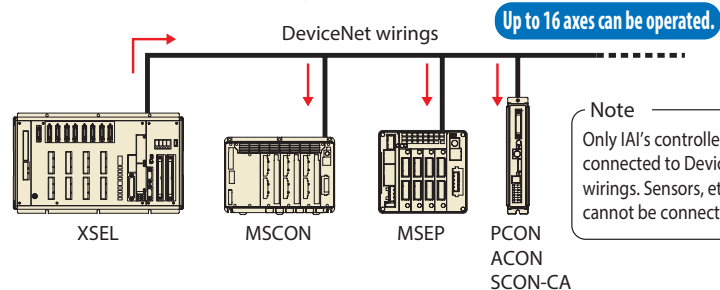 DeviceNet wirings
Up to 16 axes can be operated.
Note
Only IAI's controlle
connected to Devic
wirings. Sensors, et
cannot be connect
XSEL
MSCON
MSEP
PCON
ACON
SCON-CA